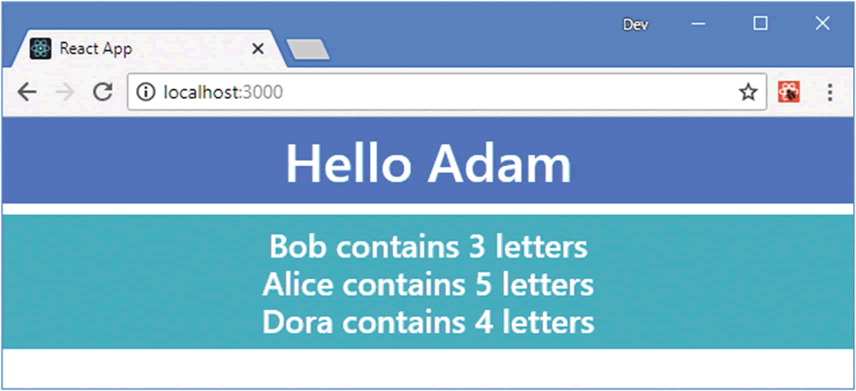 Dev
React App
localhost:3000
Hello Adam
Bob contains 3 letters
Alice contains 5 letters
Dora contains 4 letters